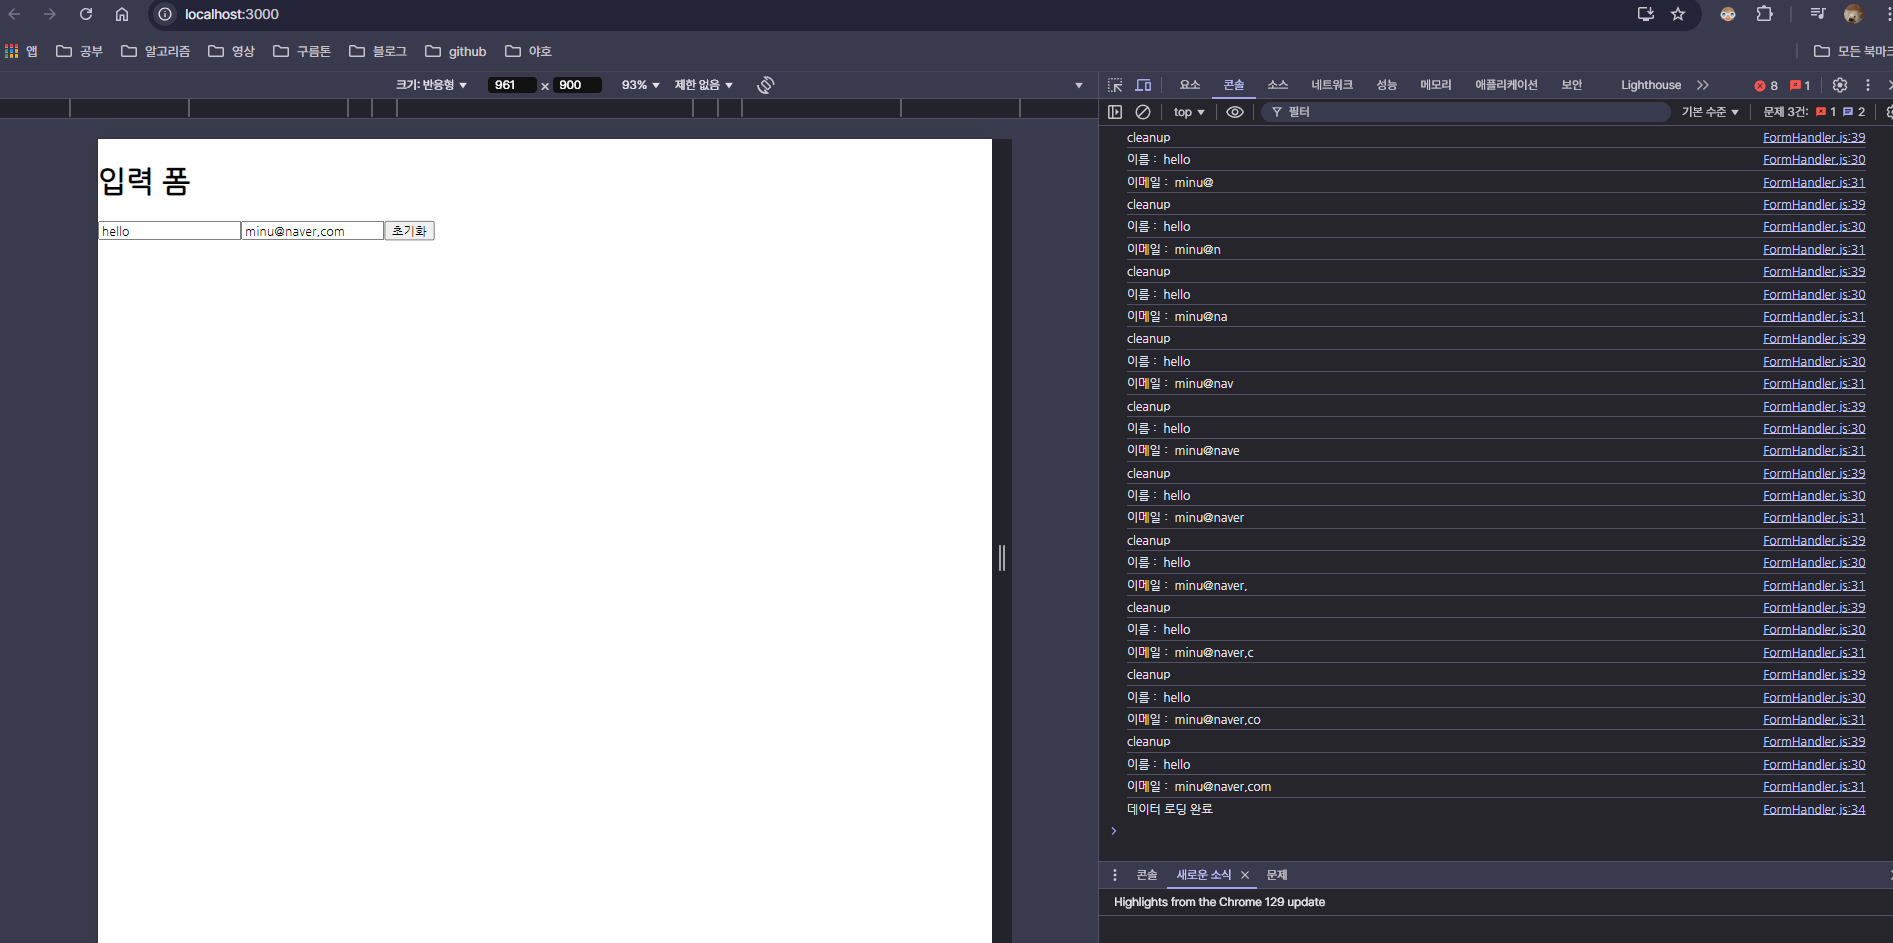 localhost:3000
앱 공부 알고리즘 영상 구름톤 블로그 github 야호 모든 북마크
크기: 반응형 961 × 900 93% 제한 없음
요소 콘솔 소스 네트워크 성능 메모리 애플리케이션 보안 Lighthouse 8 1
top 필터 기본 수준 문제 3건: 1 2
입력 폼
hello minu@naver.com 초기화
cleanup FormHandler.js:39
이름 : hello FormHandler.js:30
이메일 : minu@ FormHandler.js:31
cleanup FormHandler.js:39
이름 : hello FormHandler.js:30
이메일 : minu@n FormHandler.js:31
cleanup FormHandler.js:39
이름 : hello FormHandler.js:30
이메일 : minu@na FormHandler.js:31
cleanup FormHandler.js:39
이름 : hello FormHandler.js:30
이메일 : minu@nav FormHandler.js:31
cleanup FormHandler.js:39
이름 : hello FormHandler.js:30
이메일 : minu@nave FormHandler.js:31
cleanup FormHandler.js:39
이름 : hello FormHandler.js:30
이메일 : minu@naver FormHandler.js:31
cleanup FormHandler.js:39
이름 : hello FormHandler.js:30
이메일 : minu@naver. FormHandler.js:31
cleanup FormHandler.js:39
이름 : hello FormHandler.js:30
이메일 : minu@naver.c FormHandler.js:31
cleanup FormHandler.js:39
이름 : hello FormHandler.js:30
이메일 : minu@naver.co FormHandler.js:31
cleanup FormHandler.js:39
이름 : hello FormHandler.js:30
이메일 : minu@naver.com FormHandler.js:31
데이터 로딩 완료 FormHandler.js:34
콘솔 새로운 소식 문제
Highlights from the Chrome 129 update